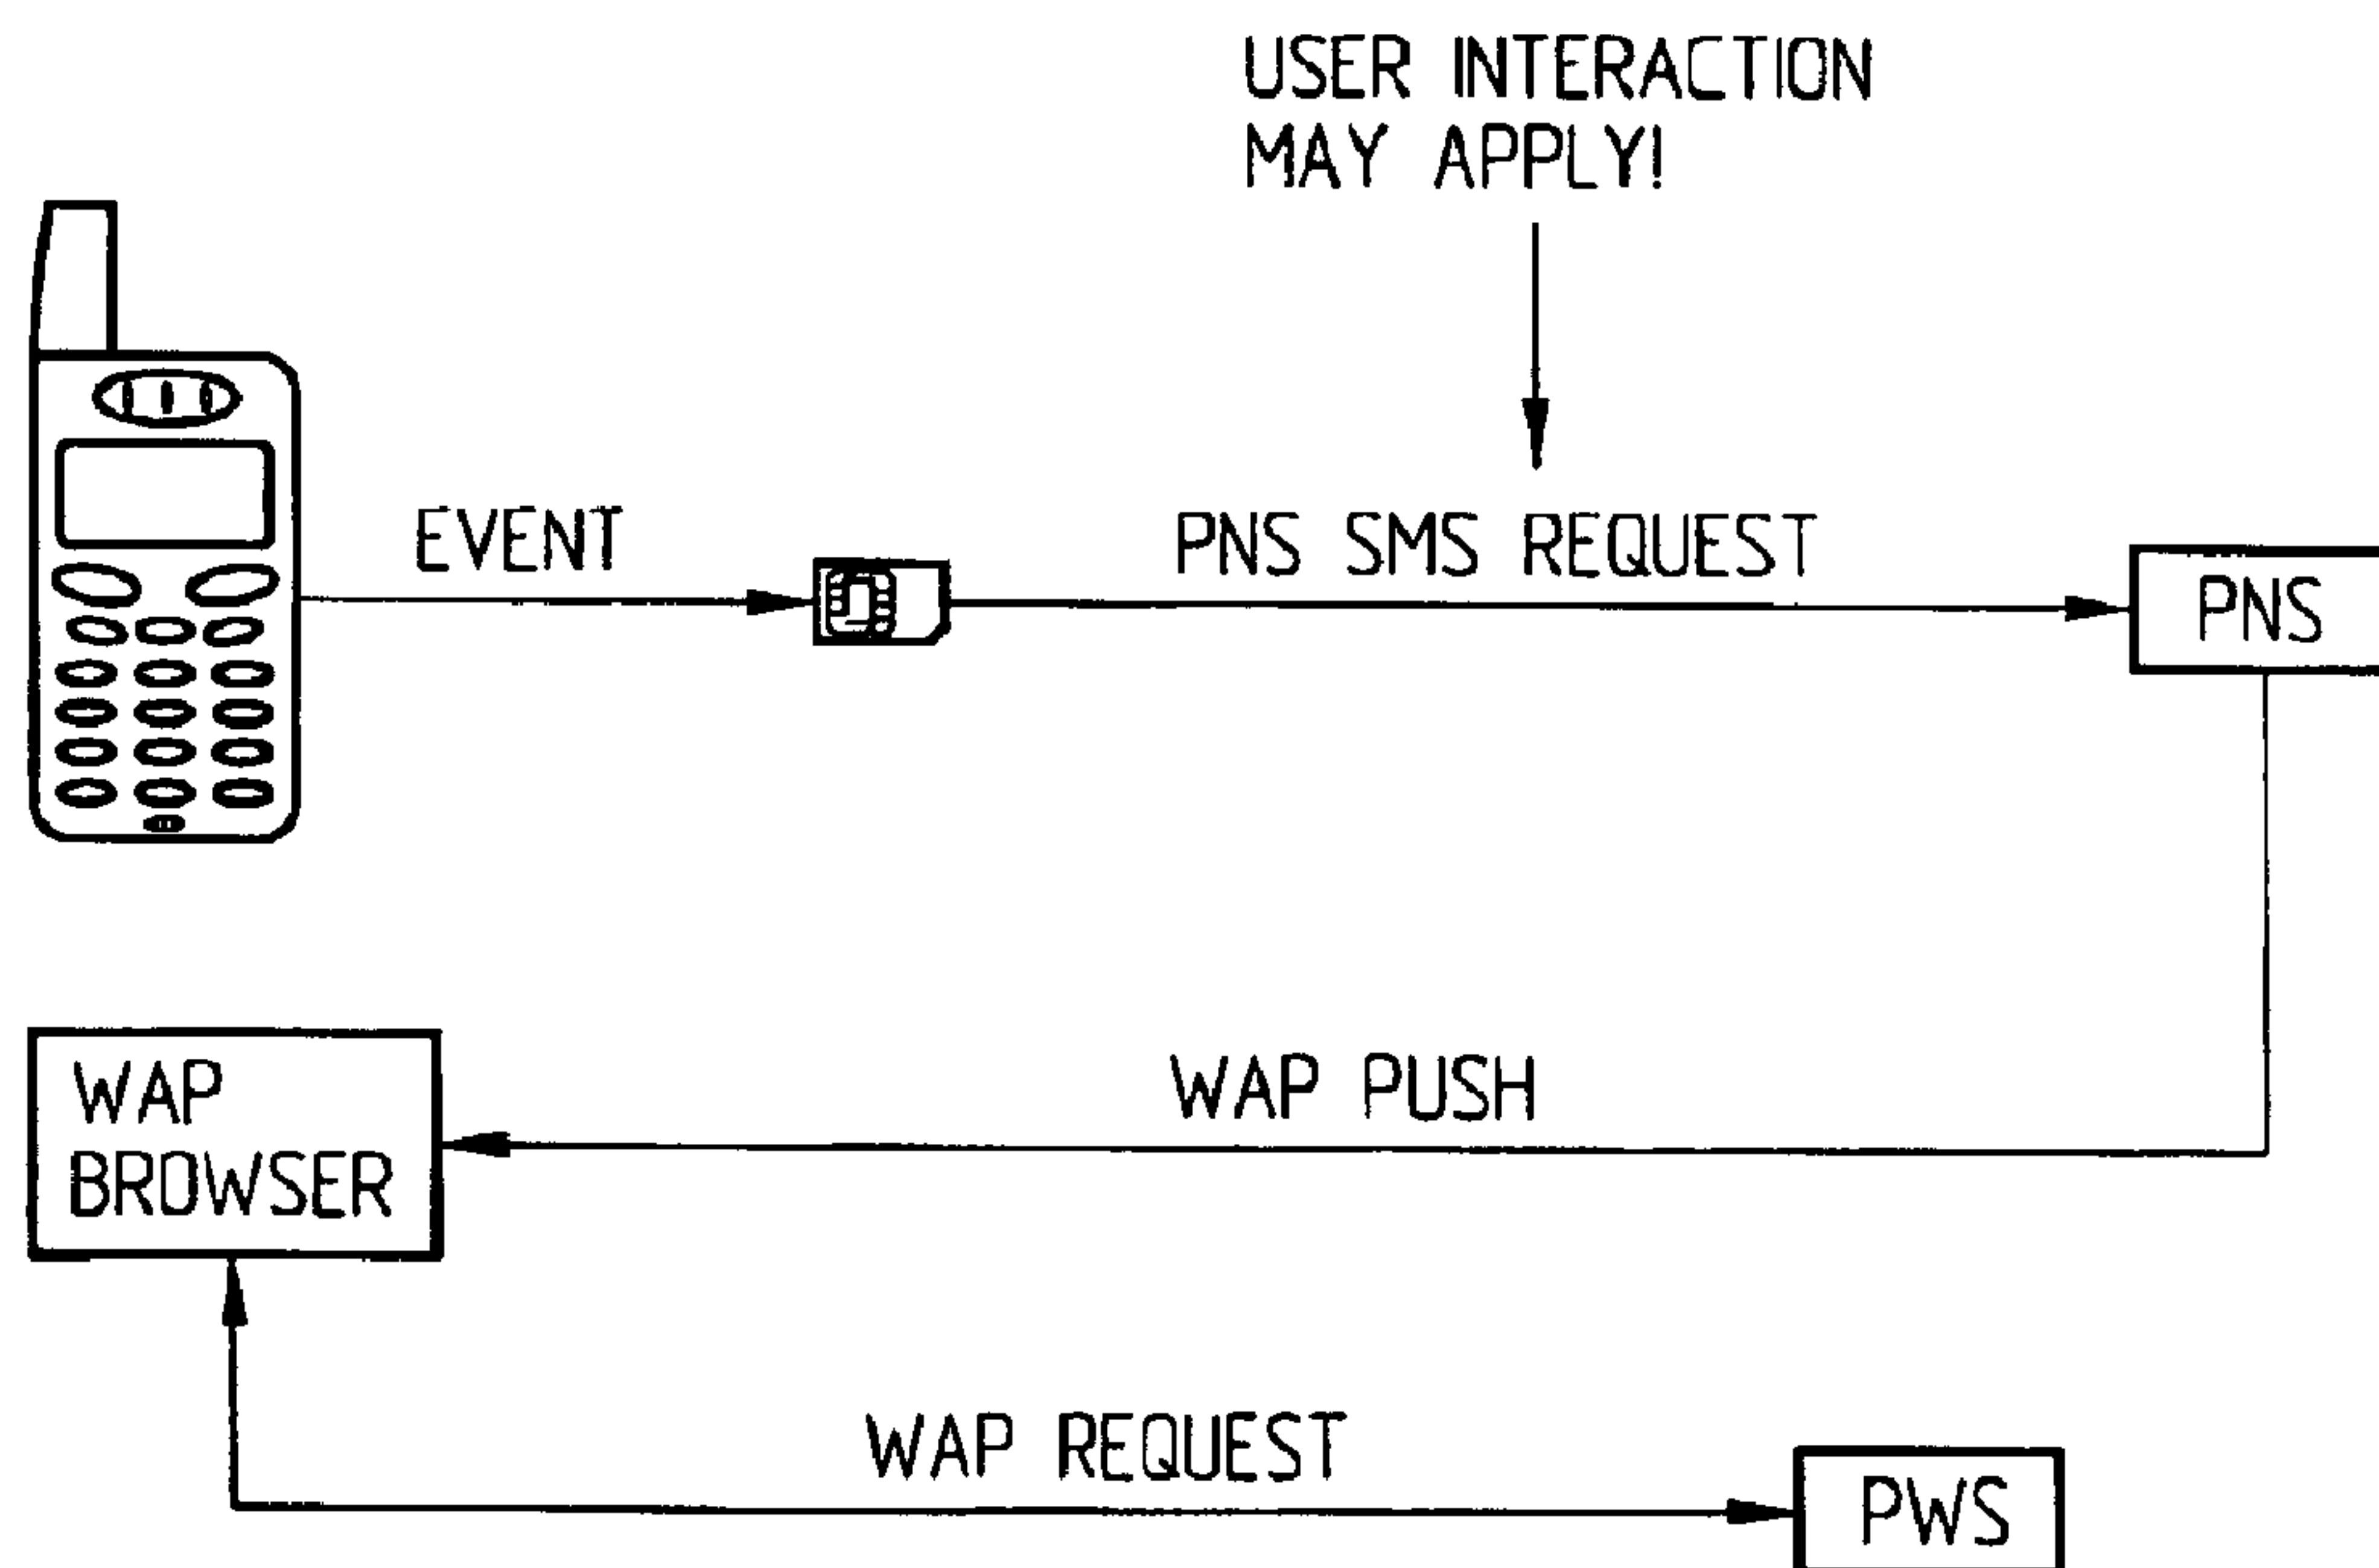 USER INTERACTION
MAY APPLY!
EVENT
PNS SMS REQUEST
PNS
WAP
BROWSER
WAP PUSH
WAP REQUEST
PWS